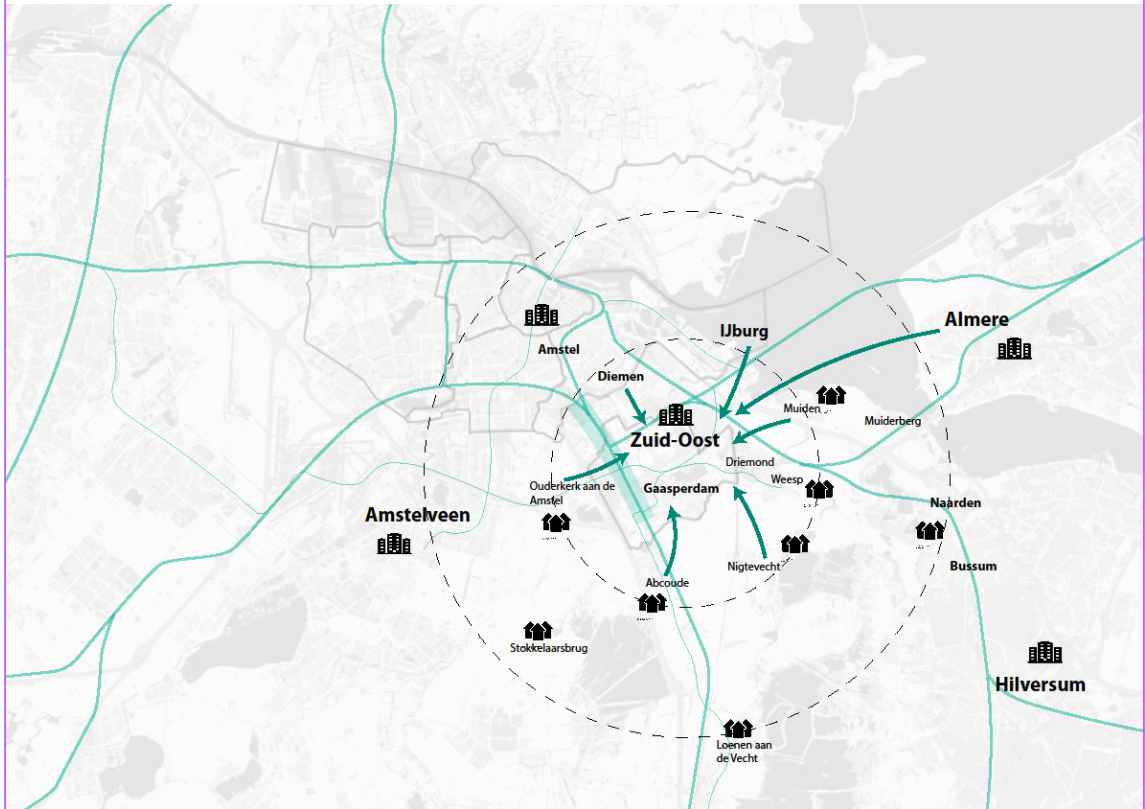 Almere
IJburg
Amstel
Diemen
Muiden
Muiderberg
Zuid-Oost
Driemond
Weesp
Ouderkerk aan de
Amstel
Gaasperdam
Naarden
Amstelveen
Bussum
Nigtevecht
Abcoude
Stokkelaarsbrug
Hilversum
Loenen aan
de Vecht